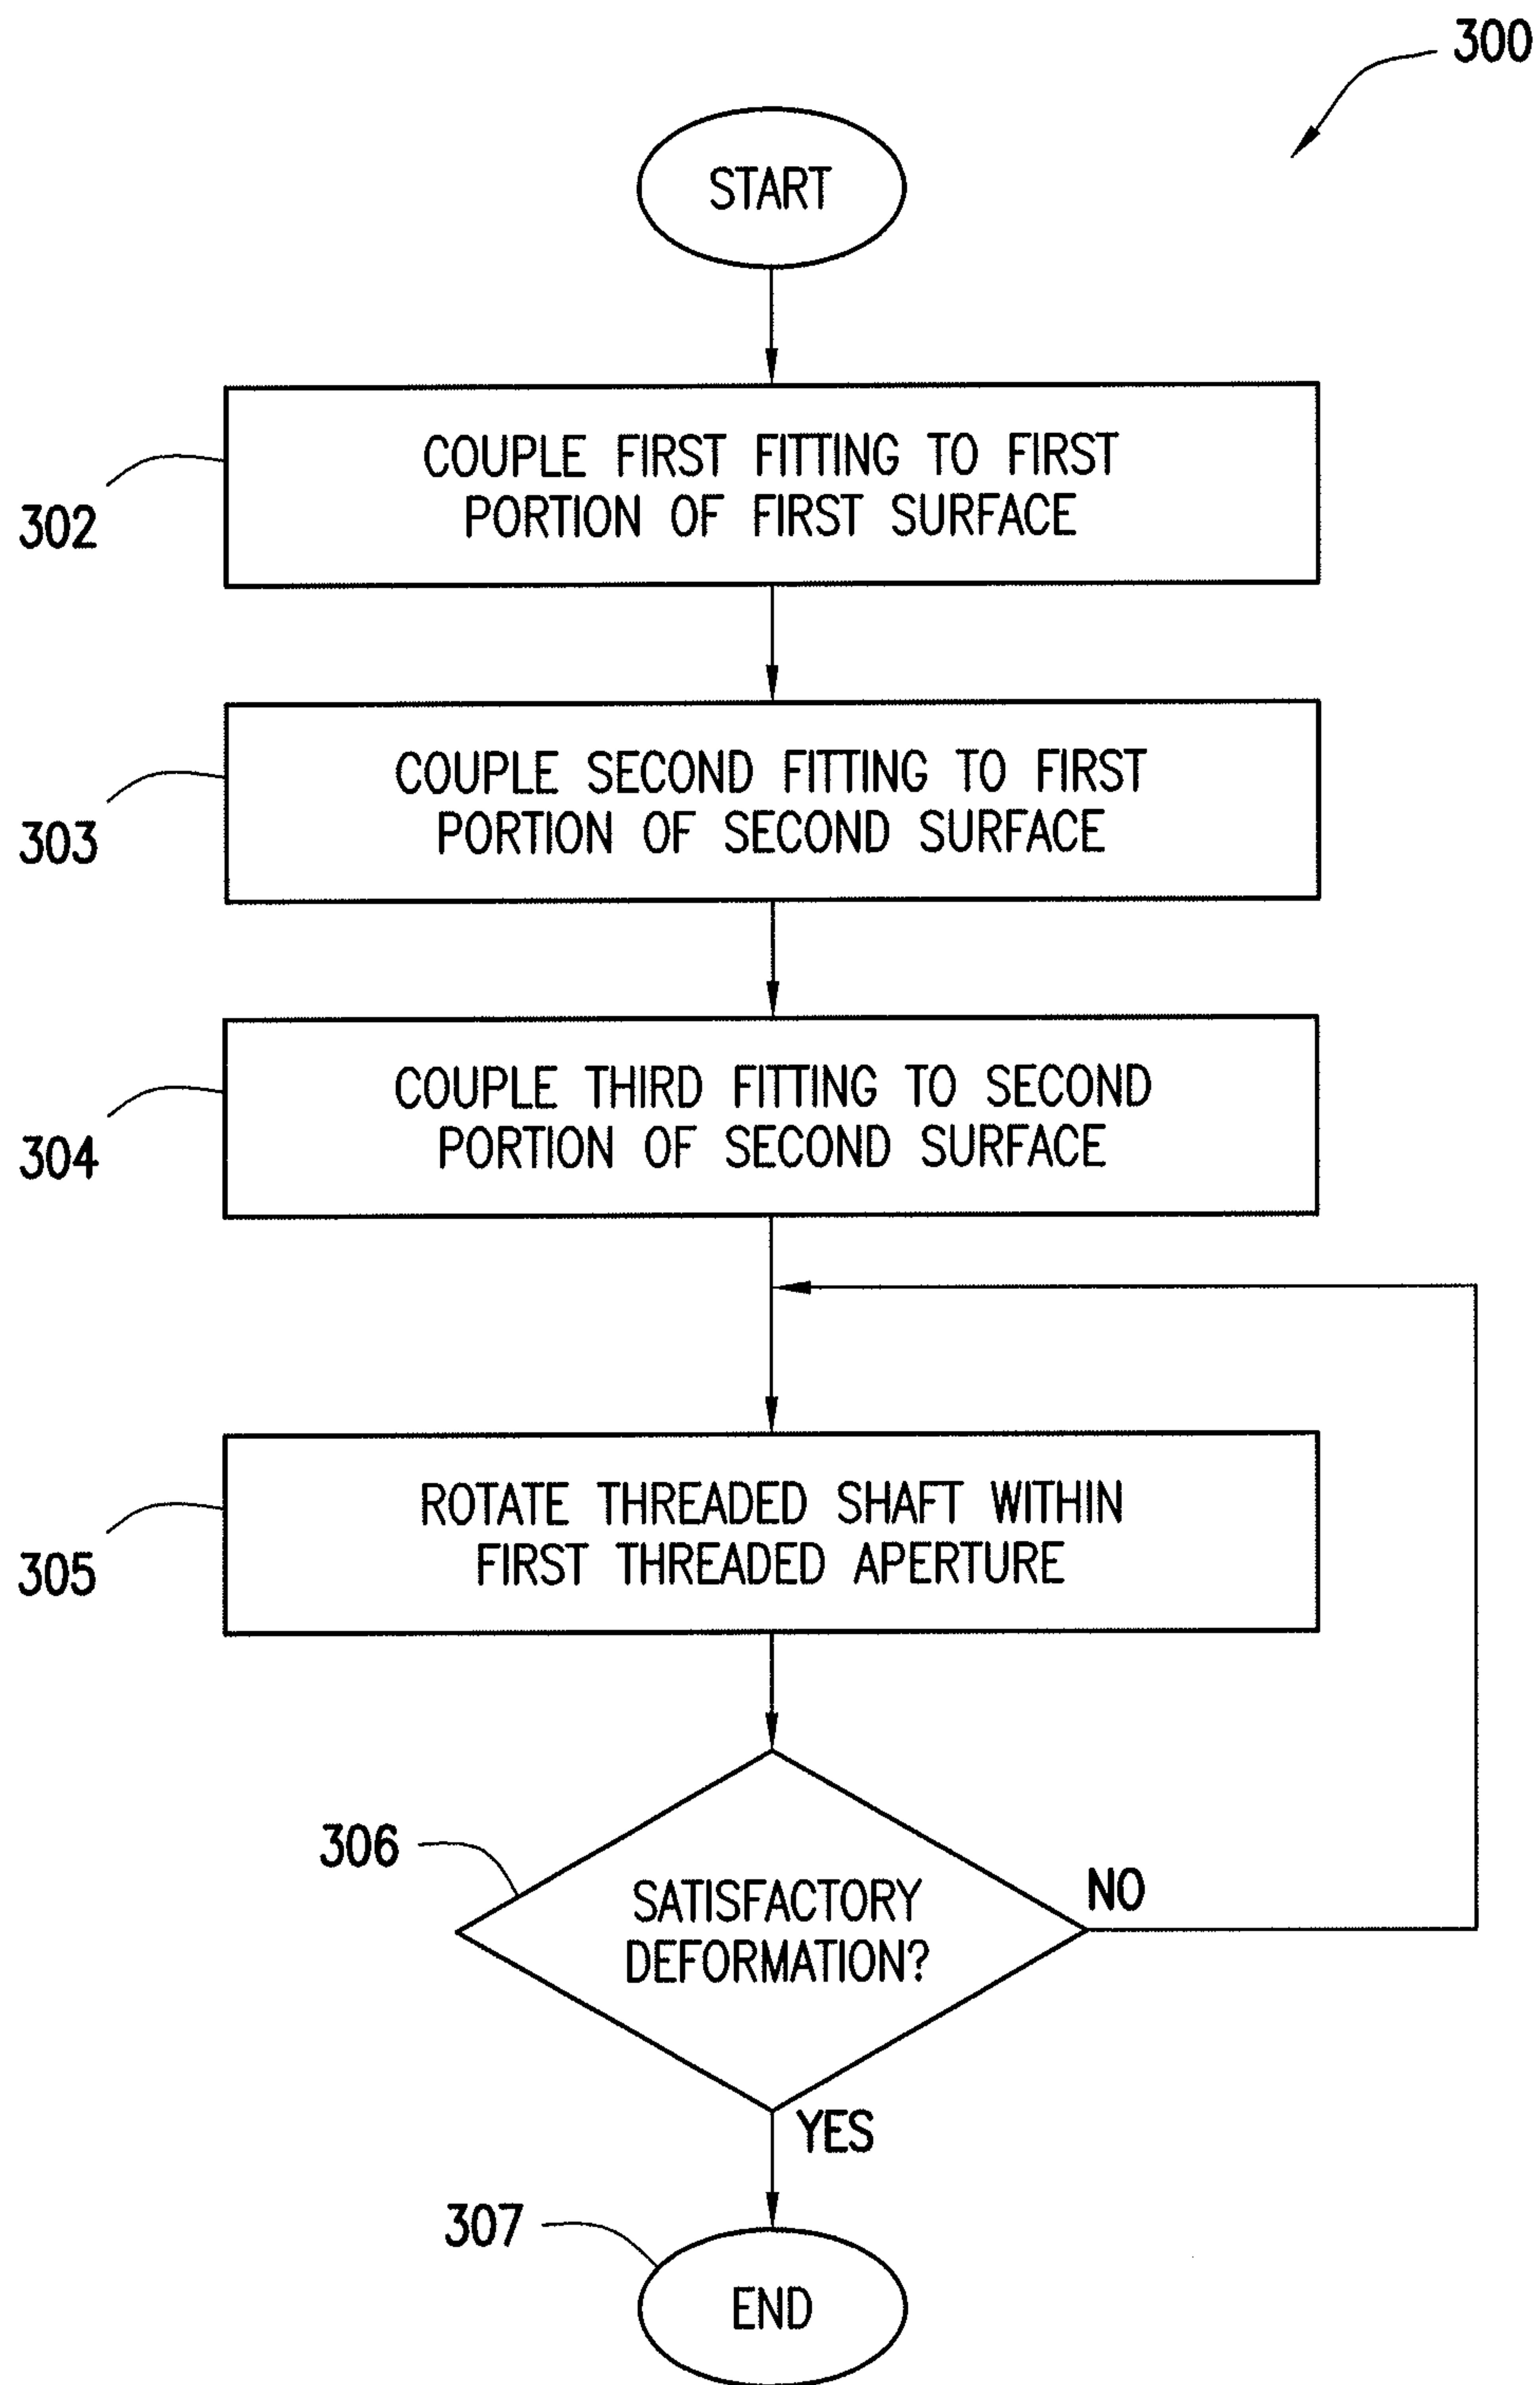 300
START
COUPLE FIRST FITTING TO FIRST
PORTION OF FIRST SURFACE
302
COUPLE SECOND FITTING TO FIRST
PORTION OF SECOND SURFACE
303
COUPLE THIRD FITTING TO SECOND
PORTION OF SECOND SURFACE
304
ROTATE THREADED SHAFT WITHIN
FIRST THREADED APERTURE
305
306
SATISFACTORY
DEFORMATION?
NO
YES
307
END